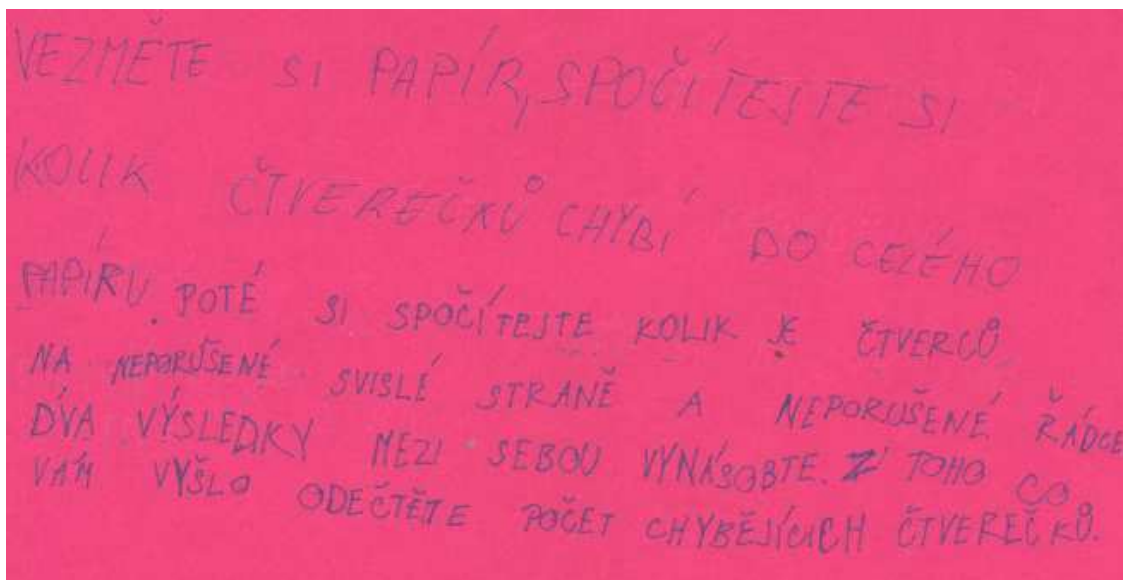 VEZMĚTE SI PAPÍR, SPOČÍTEJTE SI
KOLIK ČTVEREČKŮ CHYBÍ DO CELÉHO
PAPÍRU. POTÉ SI SPOČÍTEJTE KOLIK JE ČTVERCŮ
NA NEPORUŠENÉ SVISLÉ STRANĚ A NEPORUŠENÉ ŘÁDCE
DVA VÝSLEDKY MEZI SEBOU VYNÁSOBTE. Z TOHO CO
VÁM VYŠLO ODEČTĚTE POČET CHYBĚJÍCICH ČTVEREČKŮ.